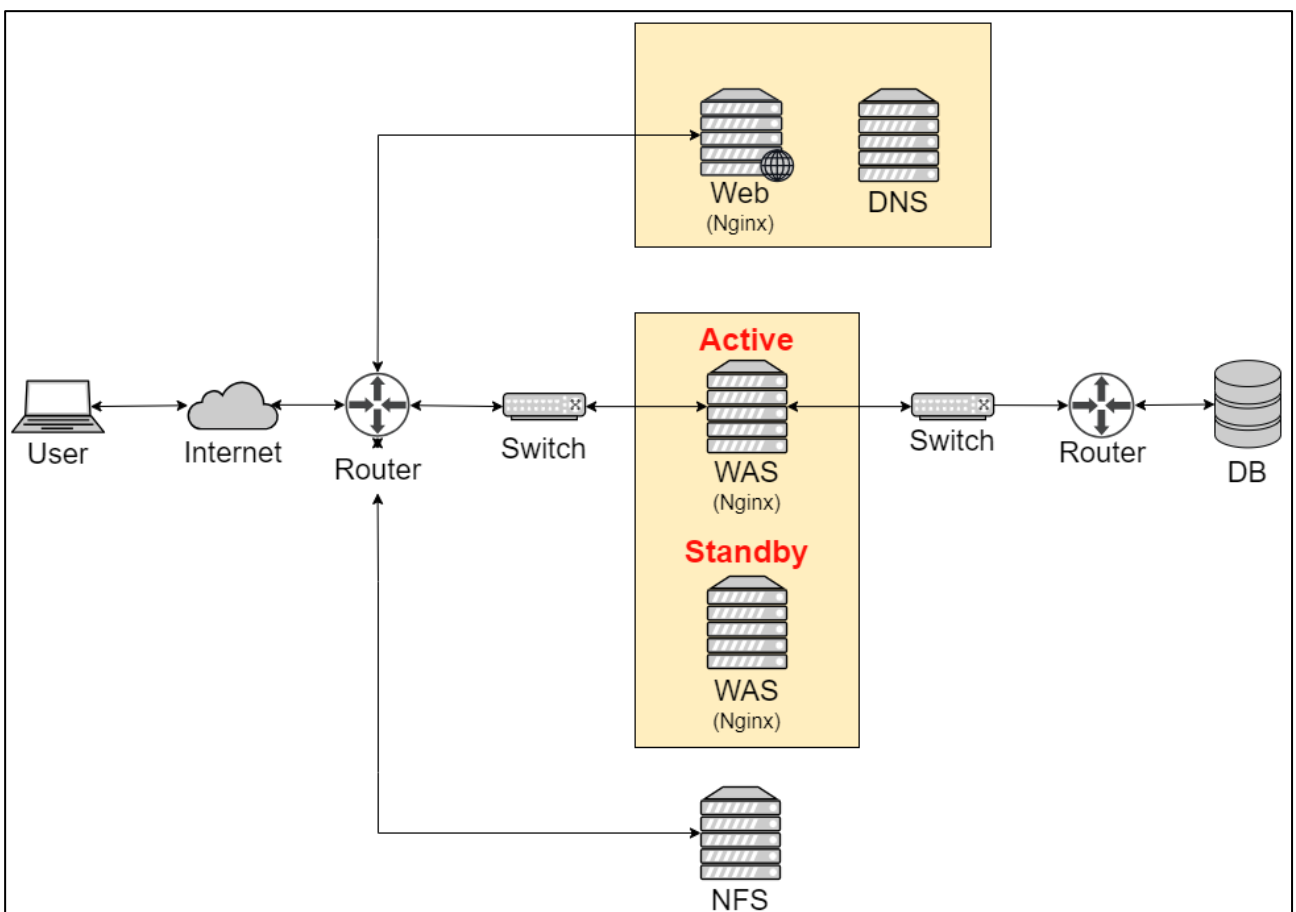 Web
(Nginx)
DNS
Active
User
Internet
Router
Switch
WAS
(Nginx)
Switch
Router
DB
Standby
WAS
(Nginx)
NFS